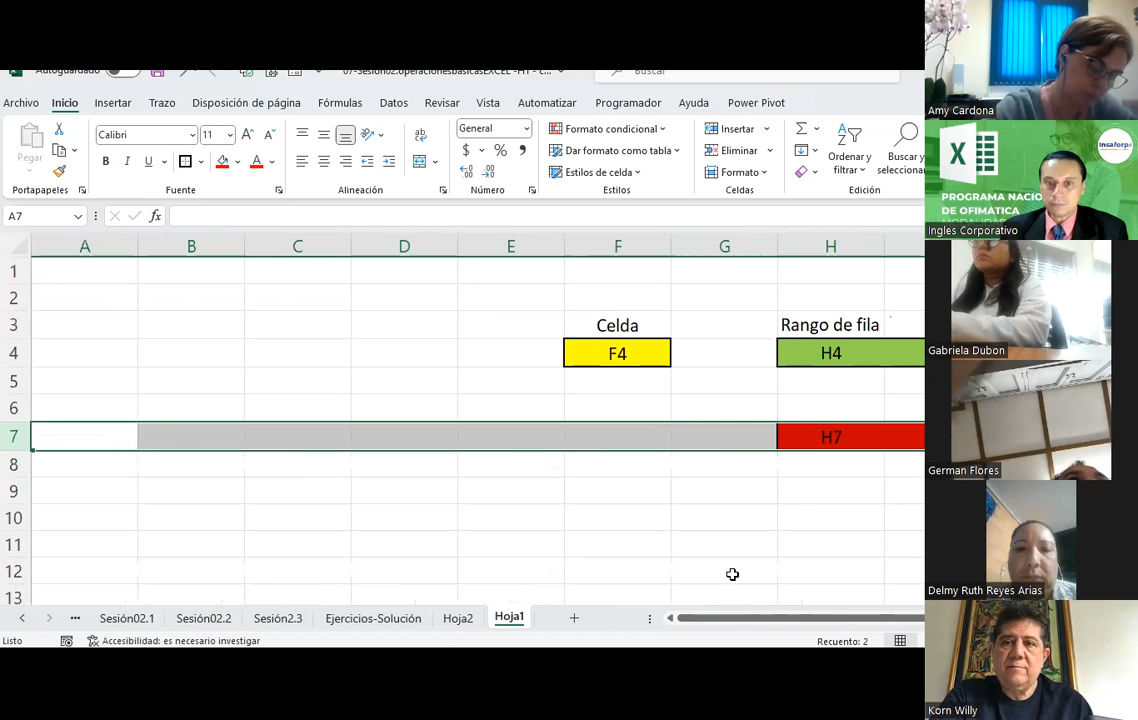 Autoguardado
07-Sesión02.operacionesbasicasEXCEL -H1 - c...
Buscar
Archivo Inicio Insertar Trazo Disposición de página Fórmulas Datos Revisar Vista Automatizar Programador Ayuda Power Pivot
Pegar
Calibri 11
N K S
General
$ % 000
Formato condicional
Dar formato como tabla
Estilos de celda
Insertar
Eliminar
Formato
Ordenar y filtrar
Buscar y
seleccionar
Portapapeles Fuente Alineación Número Estilos Celdas Edición
A7
fx
A B C D E F G H
1
2
3 Celda Rango de fila
4 F4 H4
5
6
7 H7
8
9
10
11
12
13
Sesión02.1 Sesión02.2 Sesión2.3 Ejercicios-Solución Hoja2 Hoja1
Listo Accesibilidad: es necesario investigar Recuento: 2
Amy Cardona
Insaforp
PROGRAMA NACIO
DE OFIMATICA
Ingles Corporativo
Gabriela Dubon
German Flores
Delmy Ruth Reyes Arias
Korn Willy